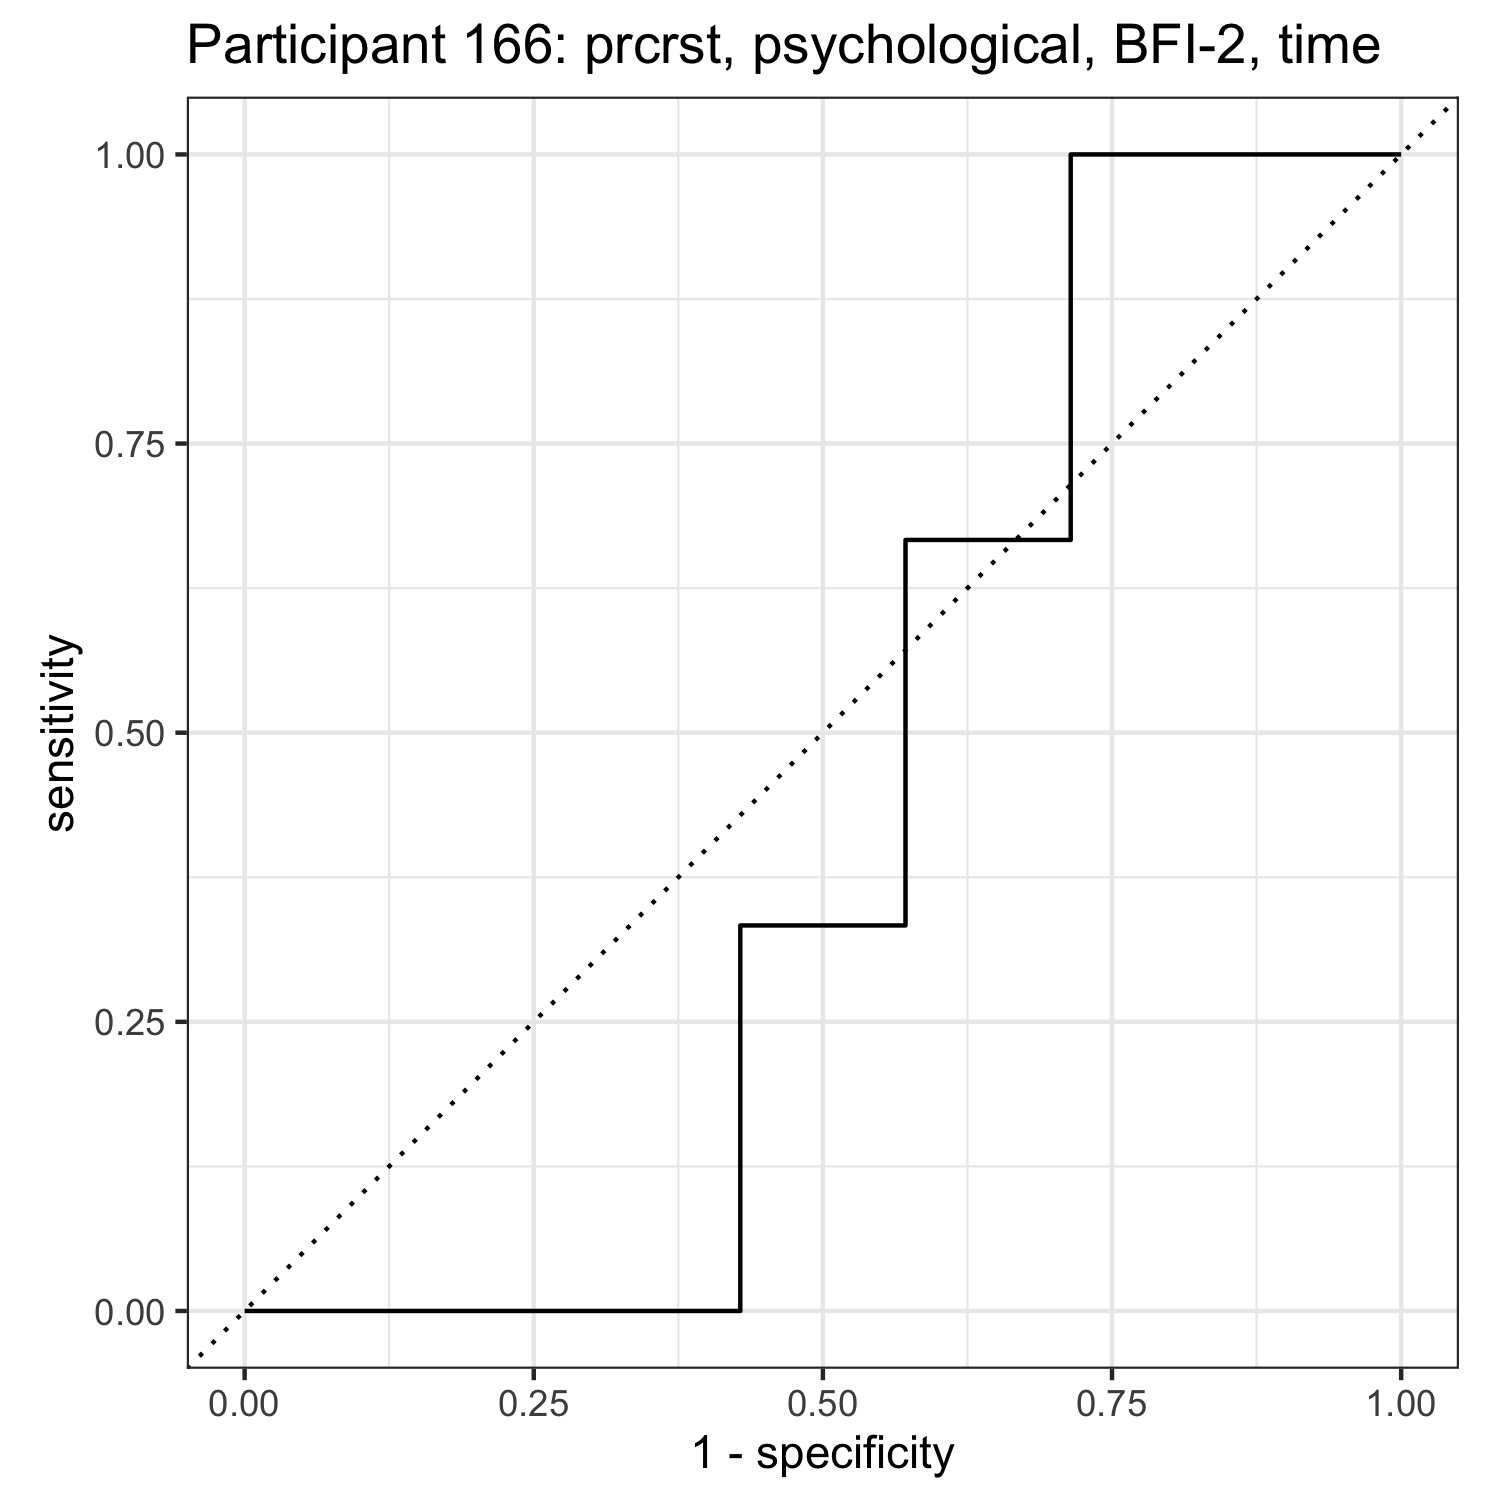 Participant 166: prcrst, psychological, BFI-2, time
1.00
0.75
0.50
0.25
0.00
sensitivity
0.00 0.25 0.50 0.75 1.00
1 - specificity